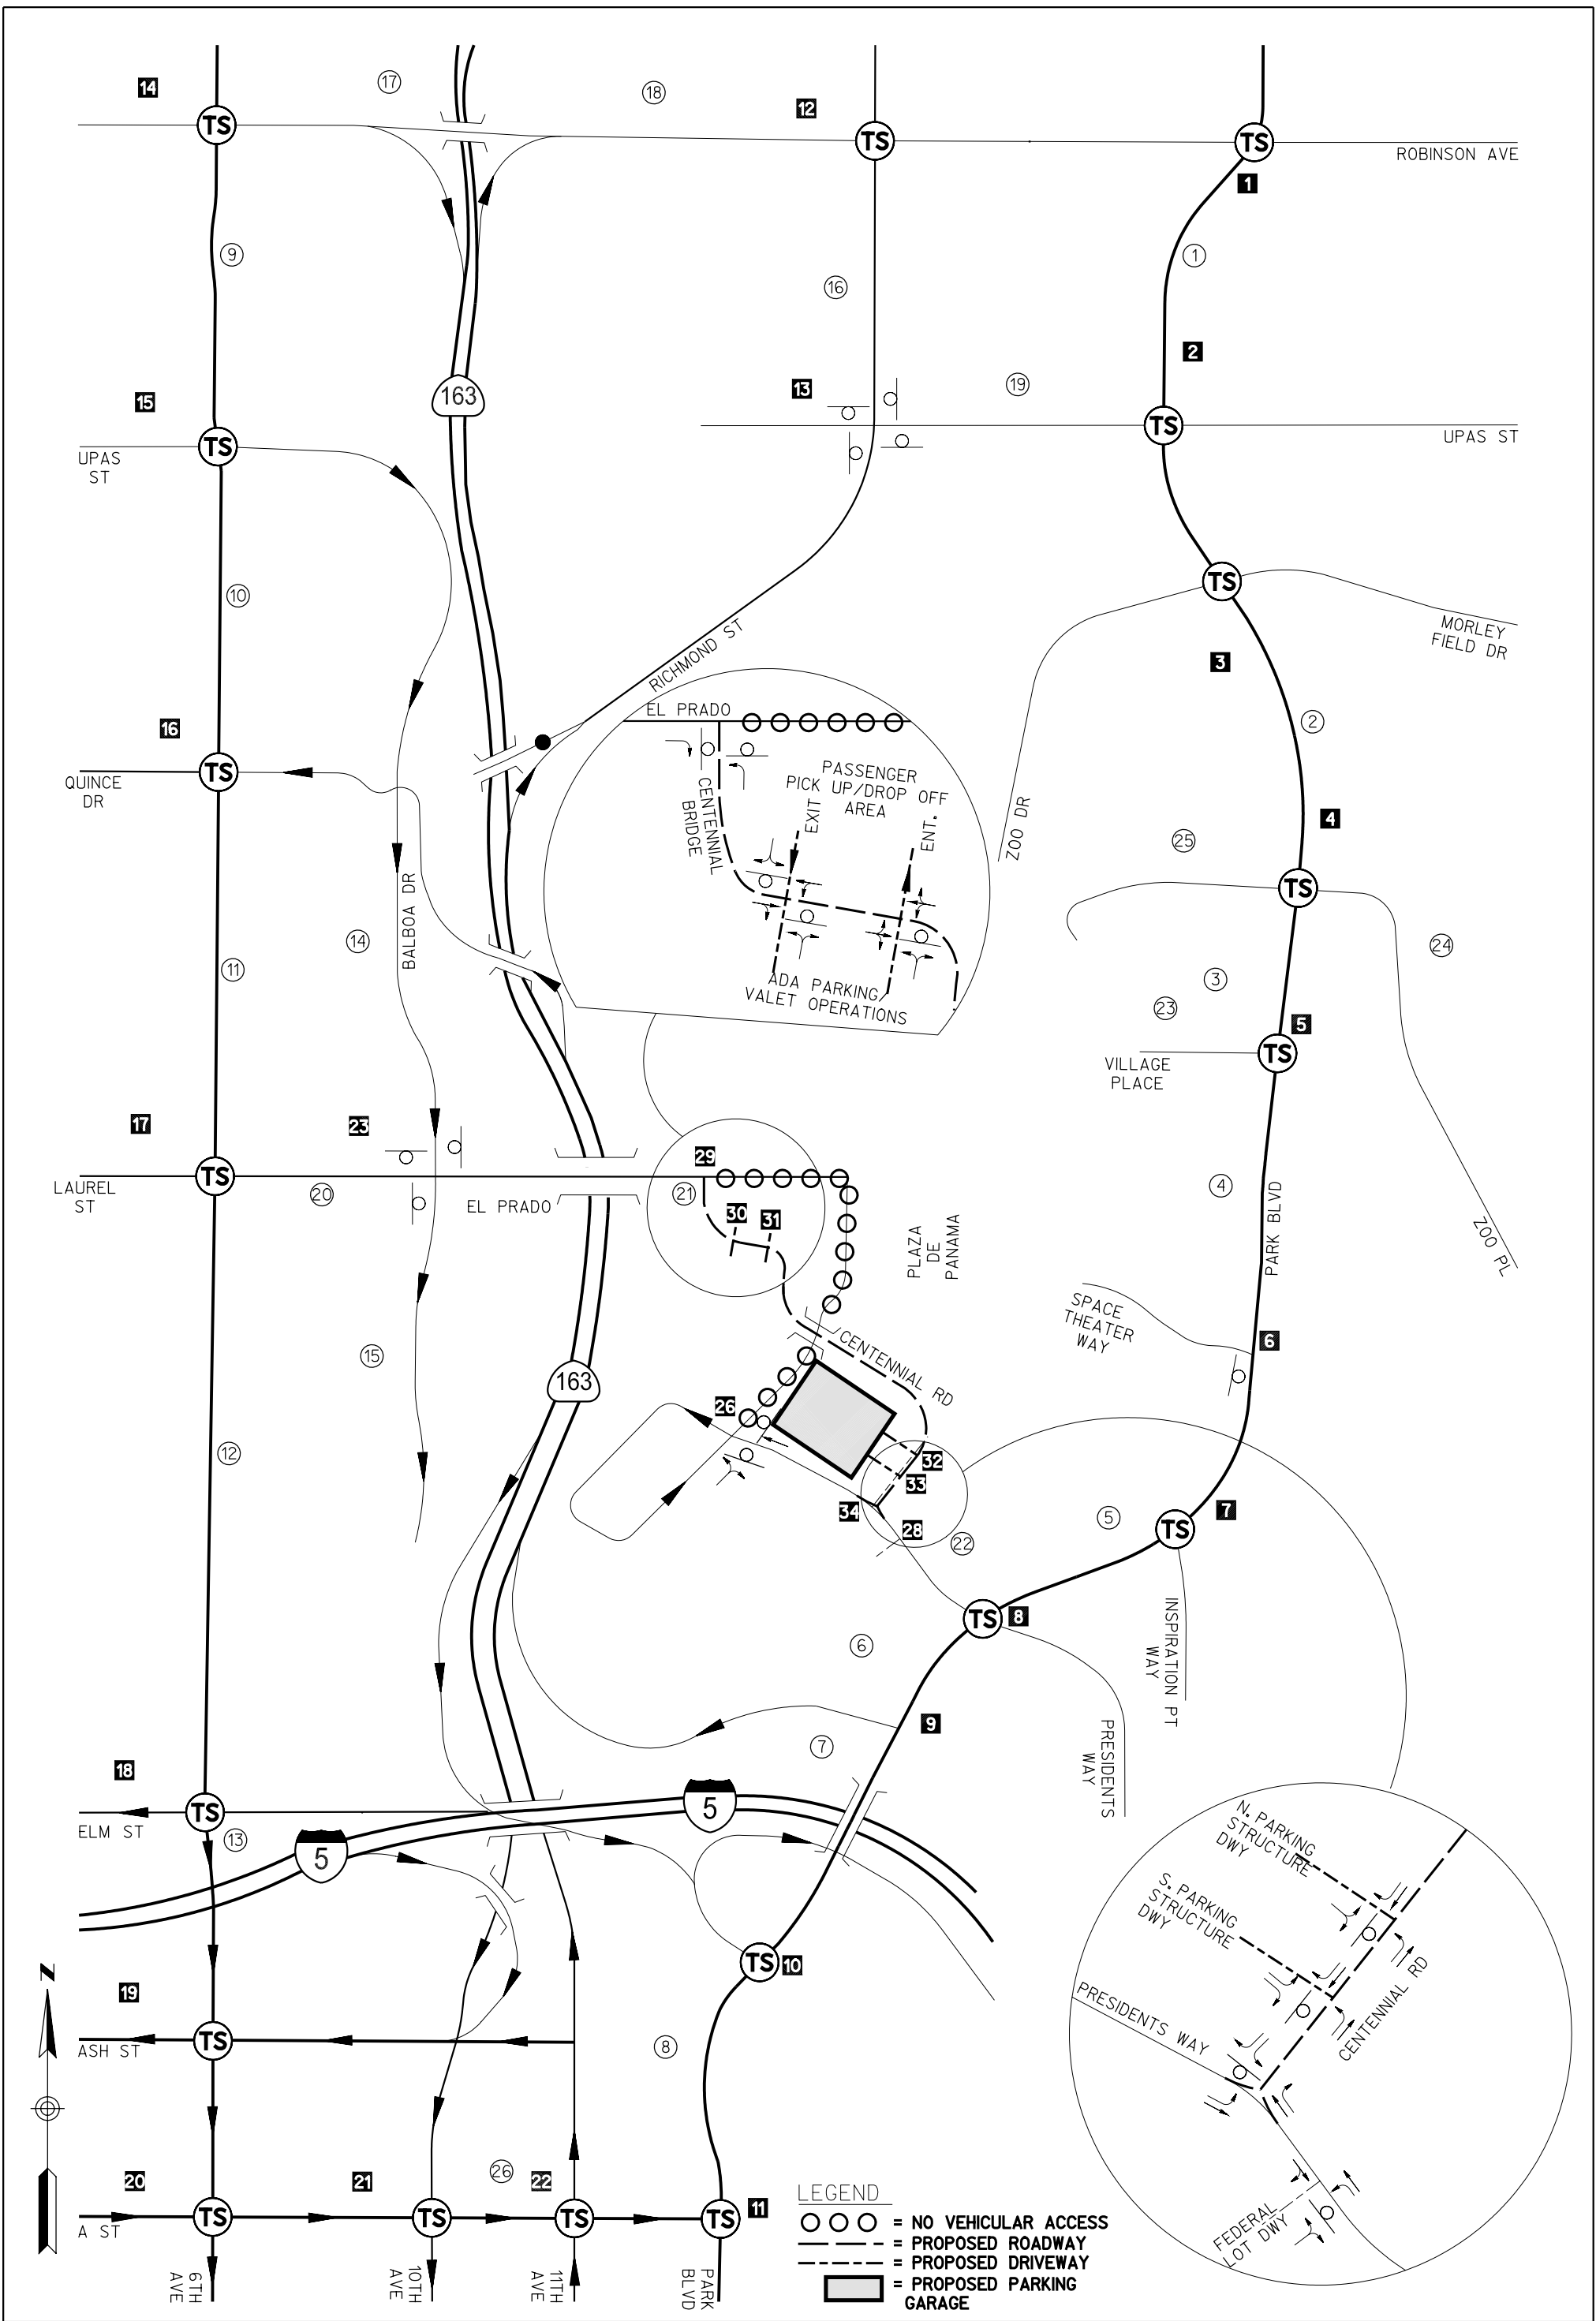 14
17
18
12
TS
TS
TS
ROBINSON AVE
1
9
1
16
2
163
15
13
19
TS
TS
UPAS
ST
UPAS ST
10
TS
MORLEY
FIELD DR
RICHMOND ST
3
2
16
EL PRADO
TS
QUINCE
DR
PASSENGER
PICK UP/DROP OFF
AREA
CENTENNIAL
BRIDGE
EXIT
ENT.
ZOO DR
4
25
TS
BALBOA DR
14
11
24
ADA PARKING/
VALET OPERATIONS
3
23
5
TS
VILLAGE
PLACE
17
23
29
TS
LAUREL
ST
20
EL PRADO
21
30
31
4
PLAZA
DE
PANAMA
PARK BLVD
ZOO PL
SPACE
THEATER
WAY
6
15
163
CENTENNIAL RD
26
12
32
33
34
28
22
5
7
TS
TS
8
INSPIRATION PT
WAY
6
9
7
PRESIDENTS
WAY
18
TS
ELM ST
13
5
5
N. PARKING
STRUCTURE
DWY
S. PARKING
STRUCTURE
DWY
TS
10
N
19
TS
ASH ST
8
PRESIDENTS WAY
CENTENNIAL RD
20
21
26
22
TS
TS
TS
TS
11
A ST
FEDERAL
LOT DWY
6TH
AVE
10TH
AVE
11TH
AVE
PARK
BLVD
LEGEND
= NO VEHICULAR ACCESS
= PROPOSED ROADWAY
= PROPOSED DRIVEWAY
= PROPOSED PARKING
GARAGE